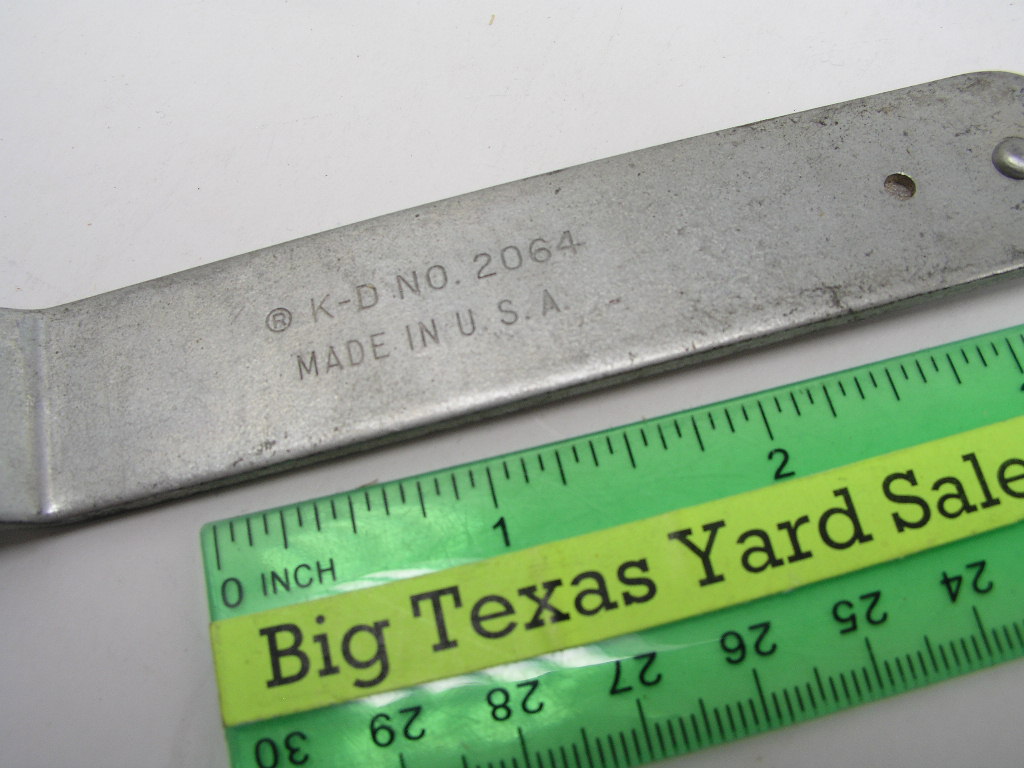 ® K-D NO. 2064
MADE IN U.S.A.
1 2
0 INCH
Big Texas Yard Sale
30 29 28 27 26 25 24